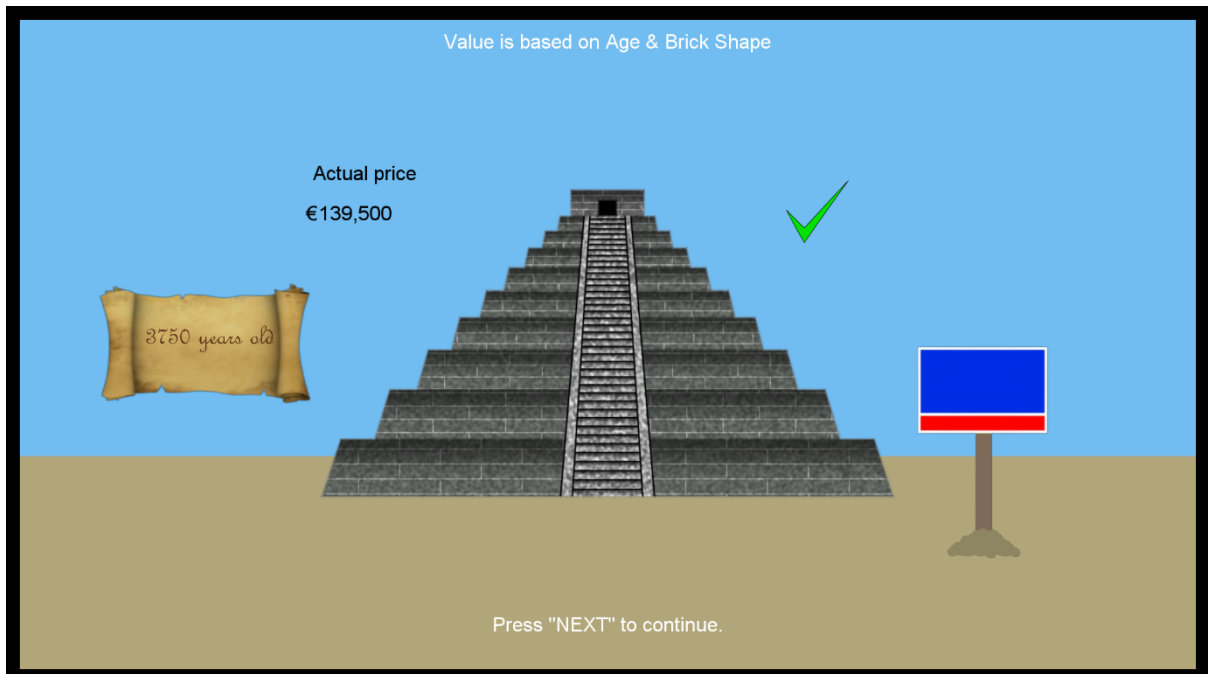 Value is based on Age & Brick Shape
Actual price
€139,500
3750 years old
Press "NEXT" to continue.